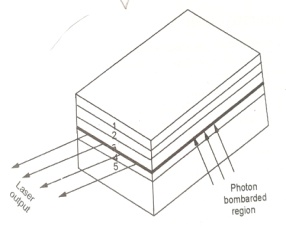 1
2
3
4
5
Laser
output
Photon
bombarded
region